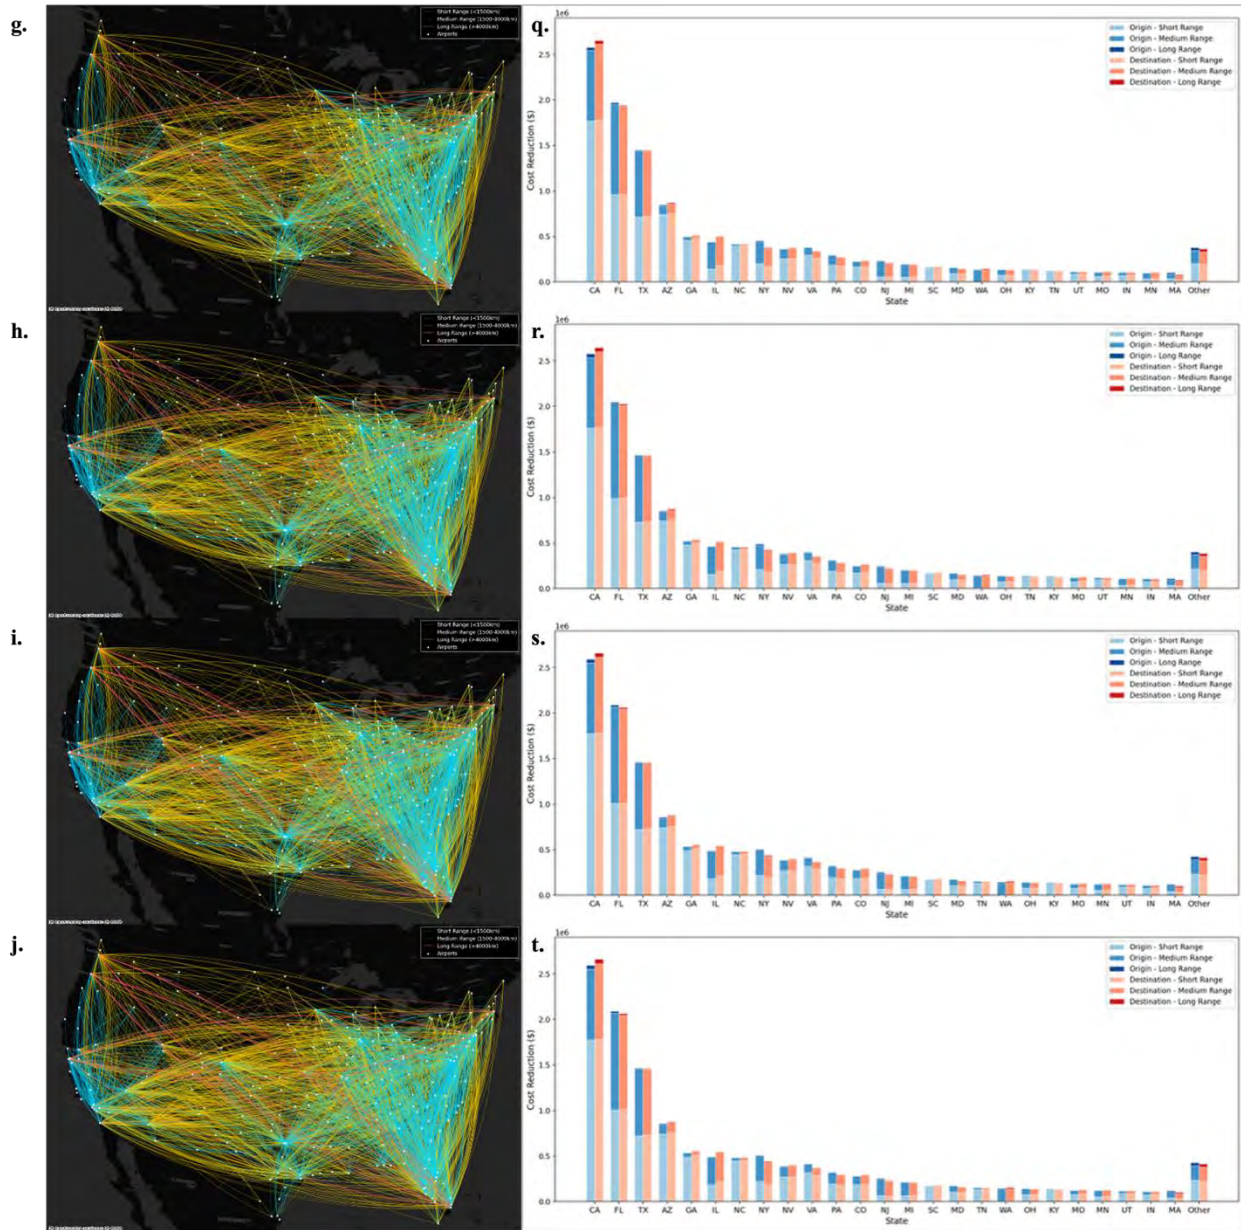 g.
Short Range (<1500km)
Medium Range (1500-4000km)
Long Range (>4000km)
Airports
q.
1e6
Origin - Short Range
Origin - Medium Range
Origin - Long Range
Destination - Short Range
Destination - Medium Range
Destination - Long Range
Cost Reduction ($)
2.5
2.0
1.5
1.0
0.5
0.0
CA FL TX AZ GA IL NC NY NV VA PA CO NJ MI SC MD WA OH KY TN UT MO IN MN MA Other
State
h.
Short Range (<1500km)
Medium Range (1500-4000km)
Long Range (>4000km)
Airports
r.
1e6
Origin - Short Range
Origin - Medium Range
Origin - Long Range
Destination - Short Range
Destination - Medium Range
Destination - Long Range
Cost Reduction ($)
2.5
2.0
1.5
1.0
0.5
0.0
CA FL TX AZ GA IL NC NY NV VA PA CO NJ MI SC MD WA OH TN KY MO UT MN IN MA Other
State
i.
Short Range (<1500km)
Medium Range (1500-4000km)
Long Range (>4000km)
Airports
s.
1e6
Origin - Short Range
Origin - Medium Range
Origin - Long Range
Destination - Short Range
Destination - Medium Range
Destination - Long Range
Cost Reduction ($)
2.5
2.0
1.5
1.0
0.5
0.0
CA FL TX AZ GA IL NC NY NV VA PA CO NJ MI SC MD TN WA OH KY MO MN UT IN MA Other
State
j.
Short Range (<1500km)
Medium Range (1500-4000km)
Long Range (>4000km)
Airports
t.
1e6
Origin - Short Range
Origin - Medium Range
Origin - Long Range
Destination - Short Range
Destination - Medium Range
Destination - Long Range
Cost Reduction ($)
2.5
2.0
1.5
1.0
0.5
0.0
CA FL TX AZ GA IL NC NY NV VA PA CO NJ MI SC MD TN WA OH KY MO MN UT IN MA Other
State